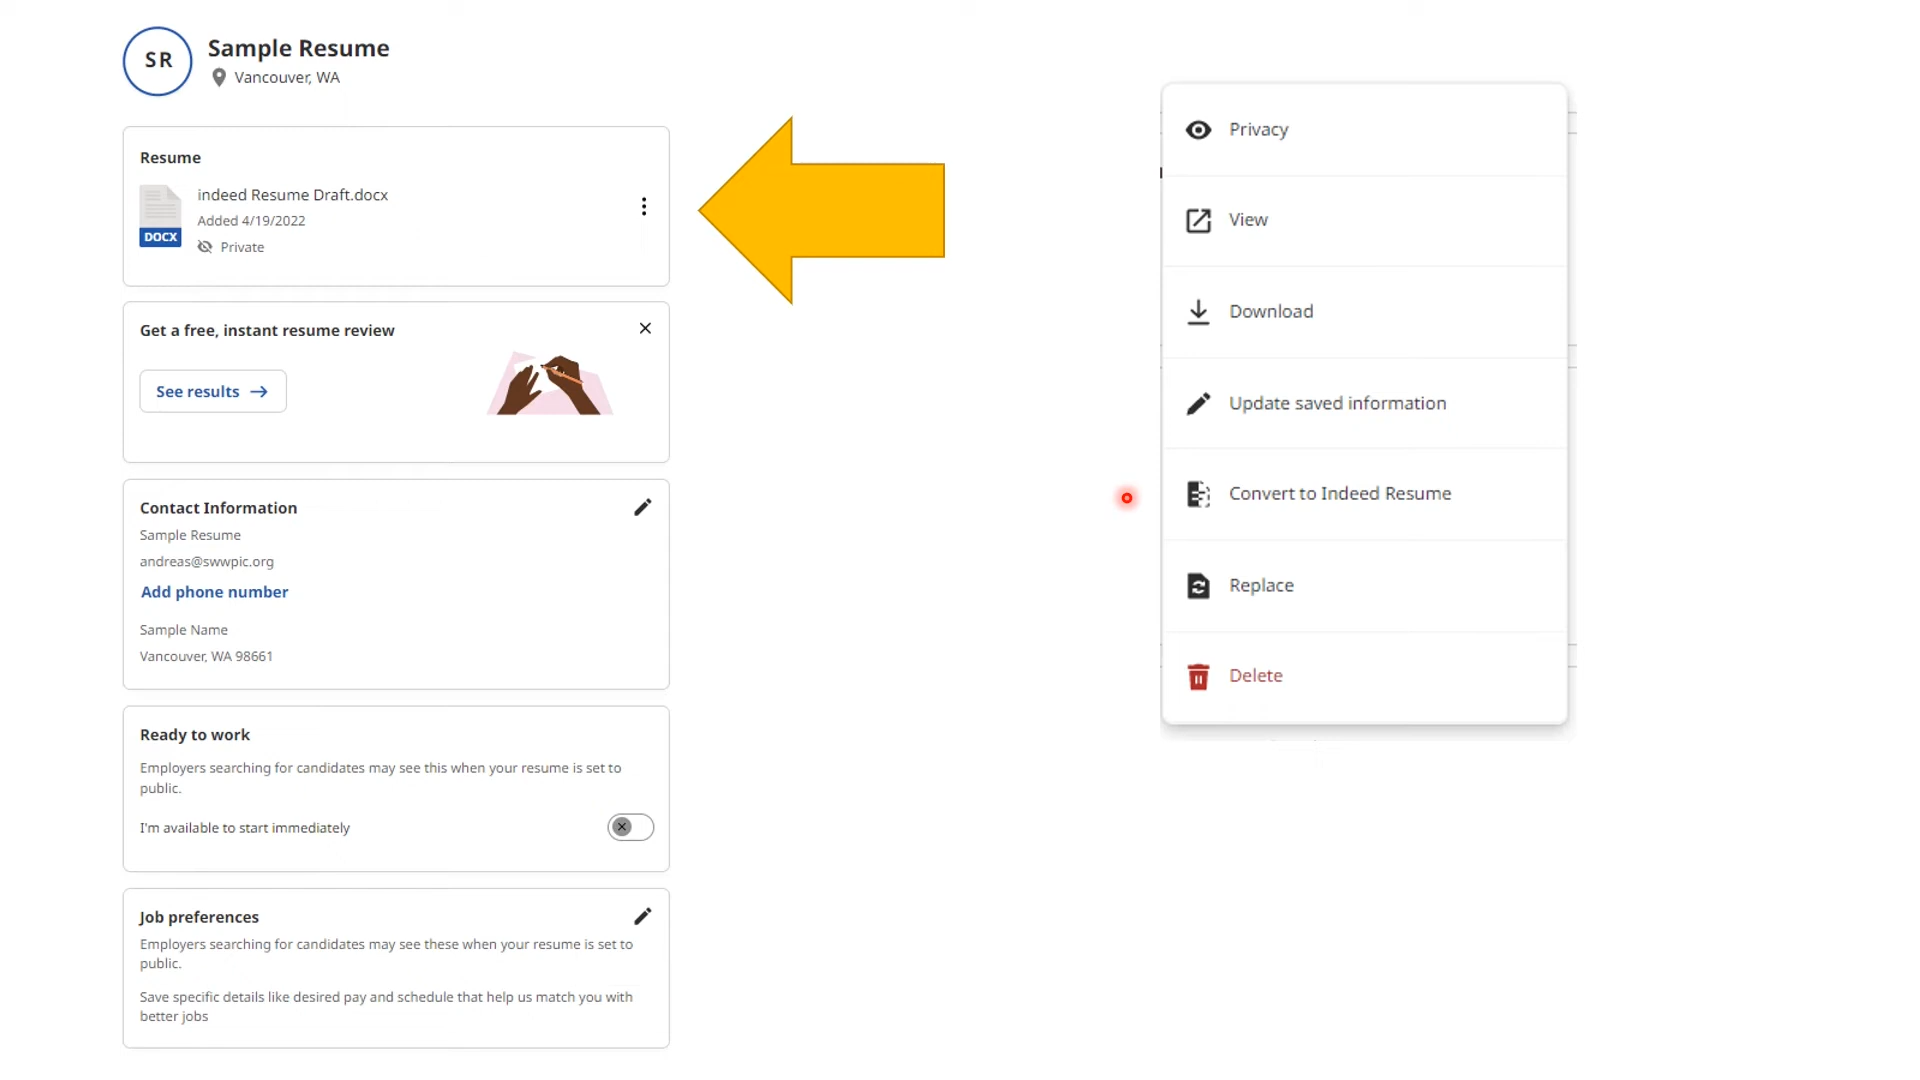 SR
Sample Resume
Vancouver, WA
Resume
indeed Resume Draft.docx
Added 4/19/2022
DOCX
Private
Get a free, instant resume review
See results
Contact Information
Sample Resume
andreas@swwpic.org
Add phone number
Sample Name
Vancouver, WA 98661
Ready to work
Employers searching for candidates may see this when your resume is set to
public.
I'm available to start immediately
Job preferences
Employers searching for candidates may see these when your resume is set to
public.
Save specific details like desired pay and schedule that help us match you with
better jobs
Privacy
View
Download
Update saved information
Convert to Indeed Resume
Replace
Delete